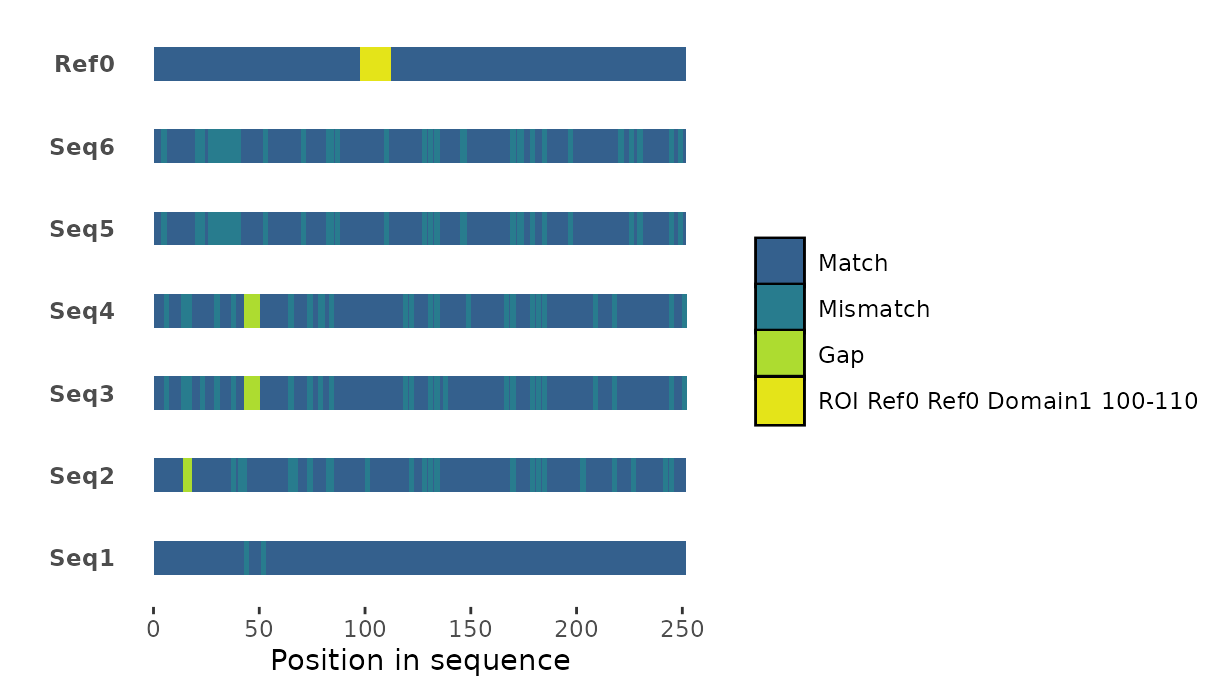 Ref0
Seq6
Seq5
Seq4
Seq3
Seq2
Seq1
0 50 100 150 200 250
Position in sequence
Match
Mismatch
Gap
ROI Ref0 Ref0 Domain1 100-110